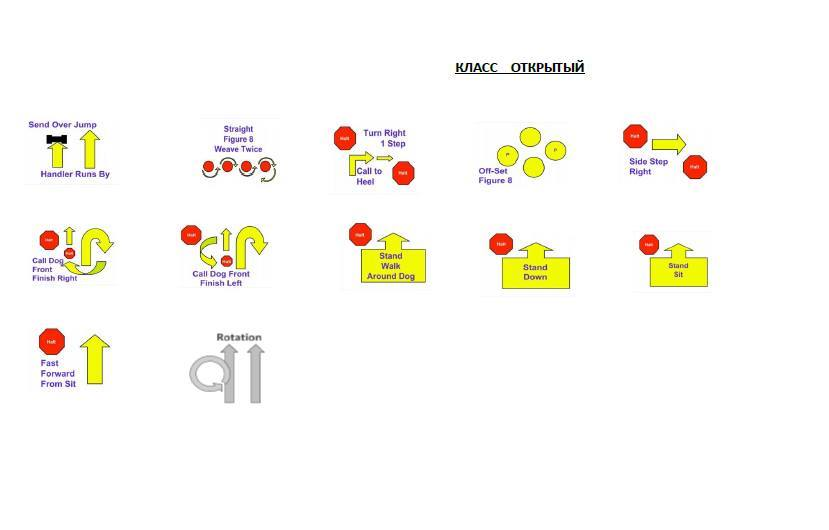 КЛАСС ОТКРЫТЫЙ
Send Over Jump
Handler Runs By
Straight
Figure 8
Weave Twice
Halt
Turn Right
1 Step
Call to
Heel
Halt
P
P
Off-Set
Figure 8
Halt
Side Step
Right
Halt
Halt
Halt
Call Dog
Front
Finish Right
Halt
Halt
Call Dog Front
Finish Left
Halt
Stand
Walk
Around Dog
Halt
Stand
Down
Halt
Stand
Sit
Halt
Fast
Forward
From Sit
Rotation